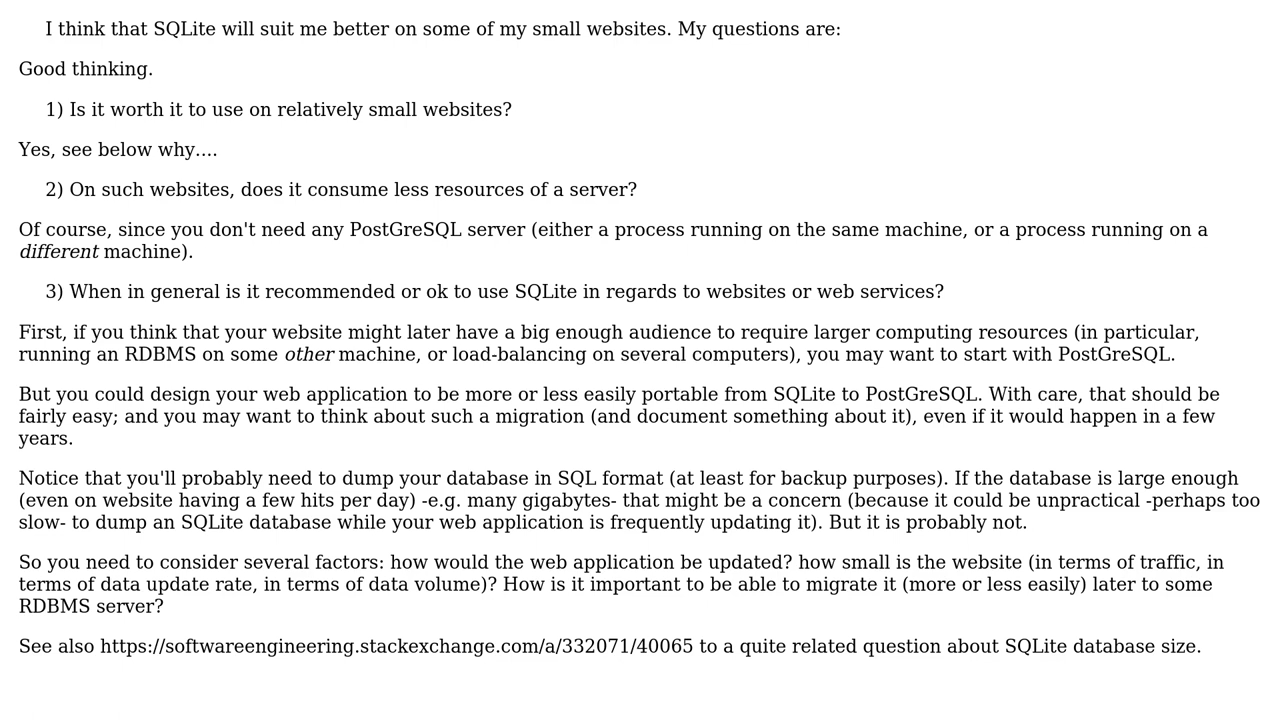 I think that SQLite will suit me better on some of my small websites. My questions are:
Good thinking.
1) Is it worth it to use on relatively small websites?
Yes, see below why....
2) On such websites, does it consume less resources of a server?
Of course, since you don't need any PostGreSQL server (either a process running on the same machine, or a process running on a
different machine).
3) When in general is it recommended or ok to use SQLite in regards to websites or web services?
First, if you think that your website might later have a big enough audience to require larger computing resources (in particular,
running an RDBMS on some other machine, or load-balancing on several computers), you may want to start with PostGreSQL.
But you could design your web application to be more or less easily portable from SQLite to PostGreSQL. With care, that should be
fairly easy; and you may want to think about such a migration (and document something about it), even if it would happen in a few
years.
Notice that you'll probably need to dump your database in SQL format (at least for backup purposes). If the database is large enough
(even on website having a few hits per day) -e.g. many gigabytes- that might be a concern (because it could be unpractical -perhaps too
slow- to dump an SQLite database while your web application is frequently updating it). But it is probably not.
So you need to consider several factors: how would the web application be updated? how small is the website (in terms of traffic, in
terms of data update rate, in terms of data volume)? How is it important to be able to migrate it (more or less easily) later to some
RDBMS server?
See also https://softwareengineering.stackexchange.com/a/332071/40065 to a quite related question about SQLite database size.